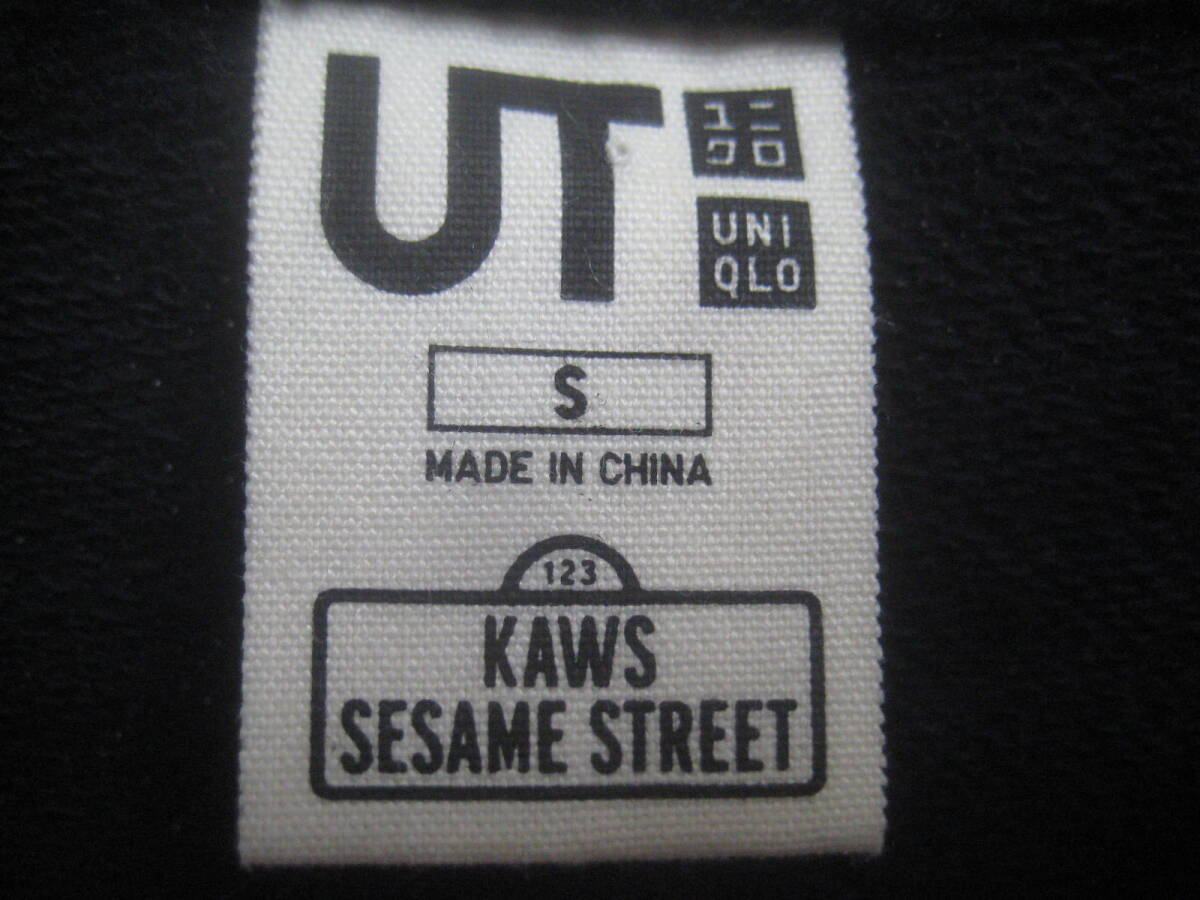 UT
ユニ
クロ
UNI
QLO
S
MADE IN CHINA
123
KAWS
SESAME STREET